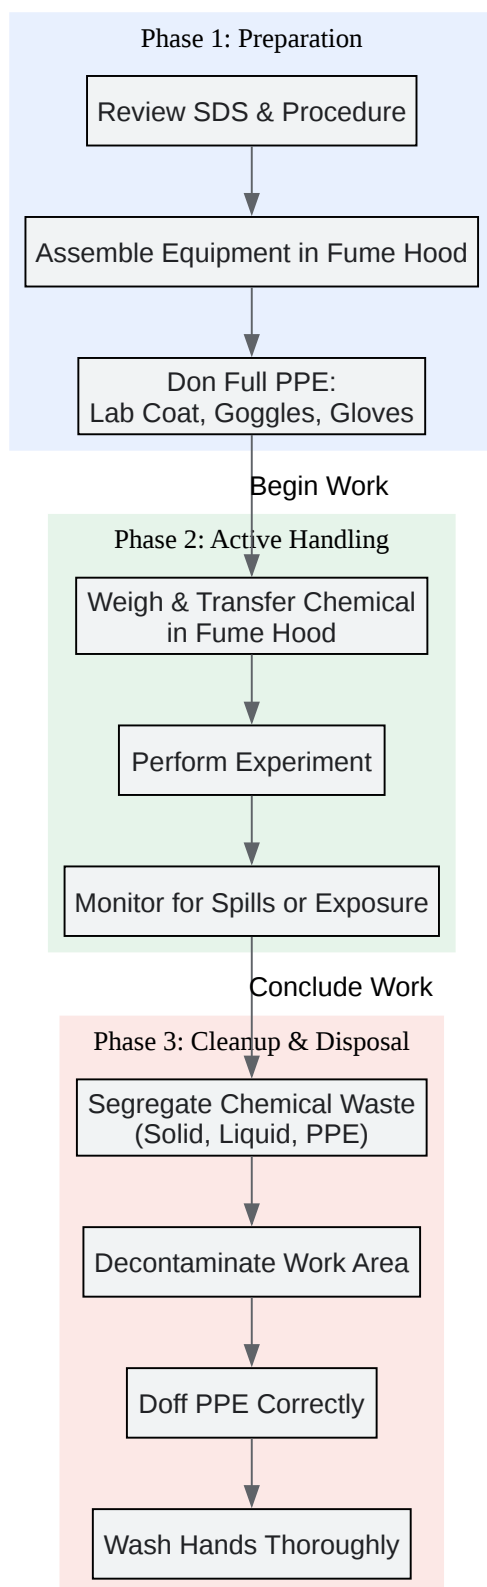 Phase 1: Preparation
Review SDS & Procedure
Assemble Equipment in Fume Hood
Don Full PPE:
Lab Coat, Goggles, Gloves
Begin Work
Phase 2: Active Handling
Weigh & Transfer Chemical
in Fume Hood
Perform Experiment
Monitor for Spills or Exposure
Conclude Work
Phase 3: Cleanup & Disposal
Segregate Chemical Waste
(Solid, Liquid, PPE)
Decontaminate Work Area
Doff PPE Correctly
Wash Hands Thoroughly